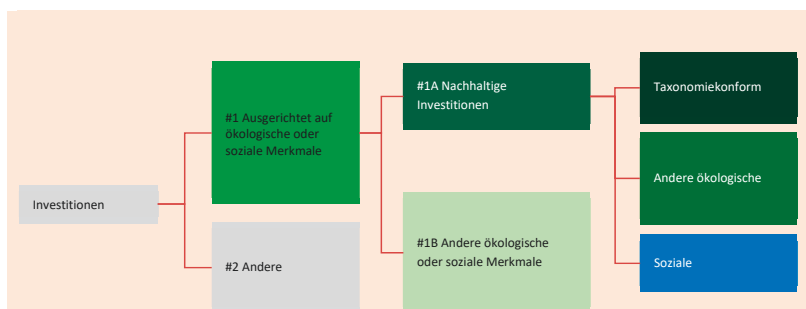 Investitionen
#1 Ausgerichtet auf
ökologische oder
soziale Merkmale
#2 Andere
#1A Nachhaltige
Investitionen
#1B Andere ökologische
oder soziale Merkmale
Taxonomiekonform
Andere ökologische
Soziale